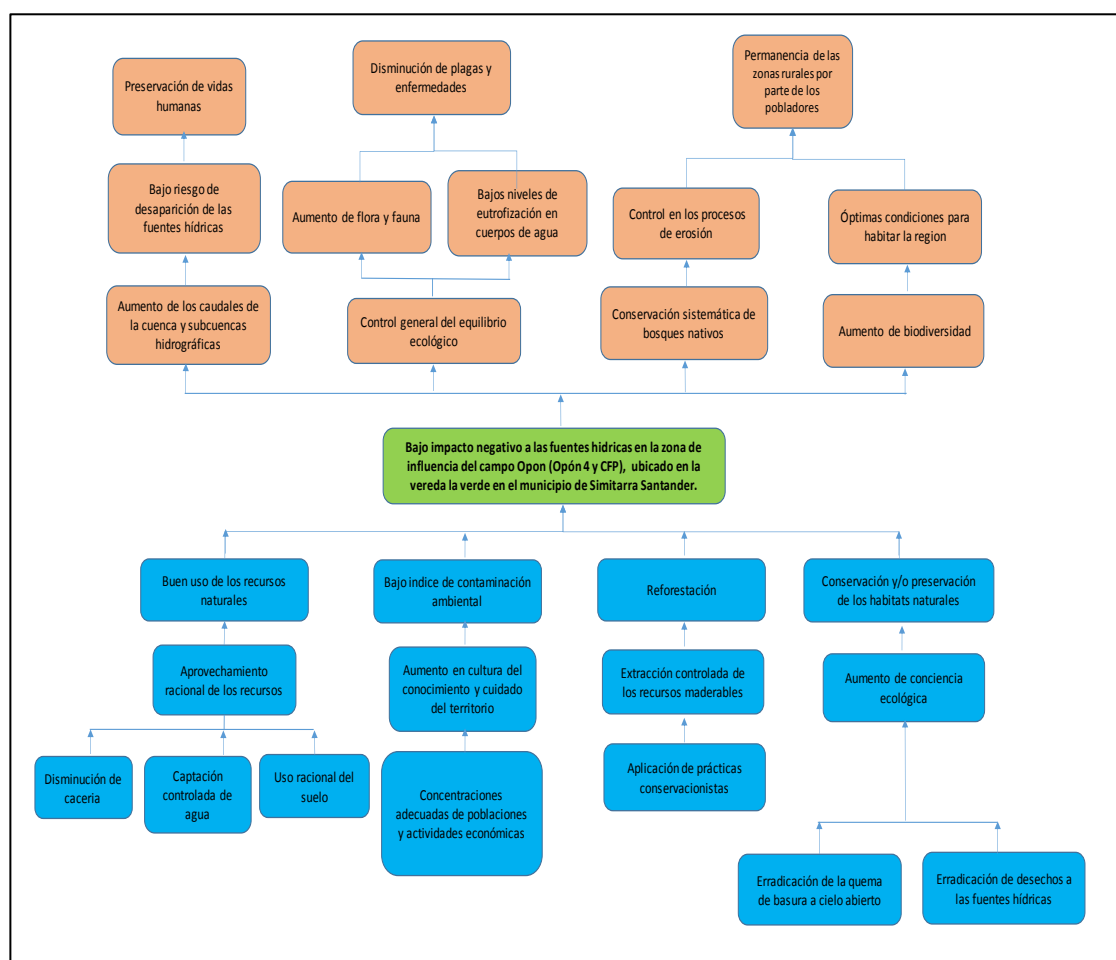 Preservación de vidas
humanas
Disminución de plagas y
enfermedades
Permanencia de las
zonas rurales por
parte de los
pobladores
Bajo riesgo de
desaparición de las
fuentes hídricas
Aumento de flora y fauna
Bajos niveles de
eutrofización en
cuerpos de agua
Control en los procesos
de erosión
Óptimas condiciones para
habitar la region
Aumento de los caudales de
la cuenca y subcuencas
hidrográficas
Control general del equilibrio
ecológico
Conservación sistemática de
bosques nativos
Aumento de biodiversidad
Bajo impacto negativo a las fuentes hidricas en la zona de
influencia del campo Opon (Opón 4 y CFP), ubicado en la
vereda la verde en el municipio de Simitarra Santander.
Buen uso de los recursos
naturales
Bajo indice de contaminación
ambiental
Reforestación
Conservación y/o preservación
de los habitats naturales
Aprovechamiento
racional de los recursos
Aumento en cultura del
conocimiento y cuidado
del territorio
Extracción controlada de
los recursos maderables
Aumento de conciencia
ecológica
Disminución de
caceria
Captación
controlada de
agua
Uso racional del
suelo
Concentraciones
adecuadas de poblaciones
y actividades económicas
Aplicación de prácticas
conservacionistas
Erradicación de la quema
de basura a cielo abierto
Erradicación de desechos a
las fuentes hídricas